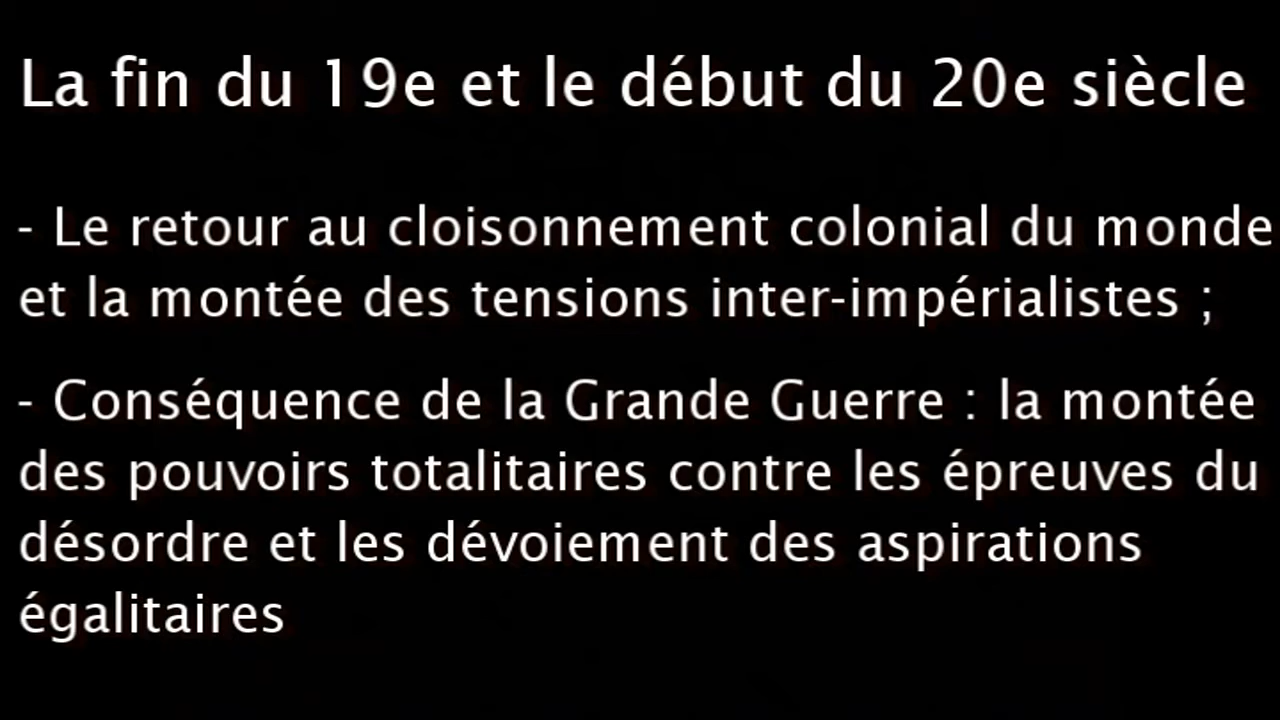 La fin du 19e et le début du 20e siècle
- Le retour au cloisonnement colonial du monde
et la montée des tensions inter-impérialistes ;
- Conséquence de la Grande Guerre : la montée
des pouvoirs totalitaires contre les épreuves du
désordre et les dévoiement des aspirations
égalitaires